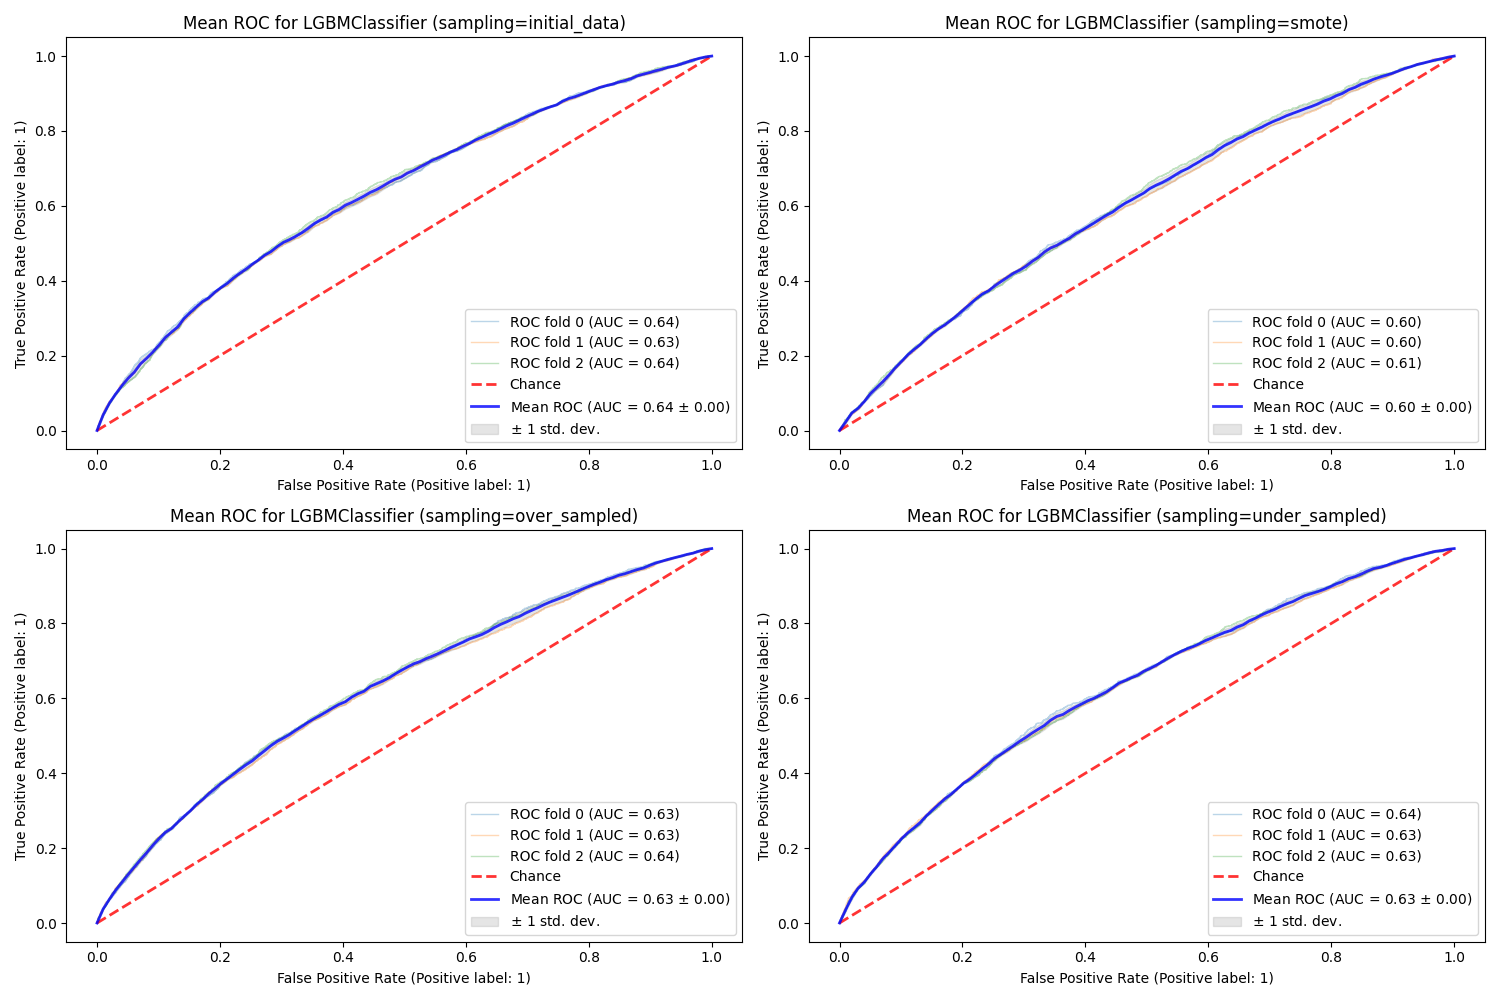 Mean ROC for LGBMClassifier (sampling=initial_data)
True Positive Rate (Positive label: 1)
1.0
0.8
0.6
0.4
0.2
0.0
ROC fold 0 (AUC = 0.64)
ROC fold 1 (AUC = 0.63)
ROC fold 2 (AUC = 0.64)
Chance
Mean ROC (AUC = 0.64 ± 0.00)
± 1 std. dev.
0.0 0.2 0.4 0.6 0.8 1.0
False Positive Rate (Positive label: 1)
Mean ROC for LGBMClassifier (sampling=smote)
True Positive Rate (Positive label: 1)
1.0
0.8
0.6
0.4
0.2
0.0
ROC fold 0 (AUC = 0.60)
ROC fold 1 (AUC = 0.60)
ROC fold 2 (AUC = 0.61)
Chance
Mean ROC (AUC = 0.60 ± 0.00)
± 1 std. dev.
0.0 0.2 0.4 0.6 0.8 1.0
False Positive Rate (Positive label: 1)
Mean ROC for LGBMClassifier (sampling=over_sampled)
True Positive Rate (Positive label: 1)
1.0
0.8
0.6
0.4
0.2
0.0
ROC fold 0 (AUC = 0.63)
ROC fold 1 (AUC = 0.63)
ROC fold 2 (AUC = 0.64)
Chance
Mean ROC (AUC = 0.63 ± 0.00)
± 1 std. dev.
0.0 0.2 0.4 0.6 0.8 1.0
False Positive Rate (Positive label: 1)
Mean ROC for LGBMClassifier (sampling=under_sampled)
True Positive Rate (Positive label: 1)
1.0
0.8
0.6
0.4
0.2
0.0
ROC fold 0 (AUC = 0.64)
ROC fold 1 (AUC = 0.63)
ROC fold 2 (AUC = 0.63)
Chance
Mean ROC (AUC = 0.63 ± 0.00)
± 1 std. dev.
0.0 0.2 0.4 0.6 0.8 1.0
False Positive Rate (Positive label: 1)